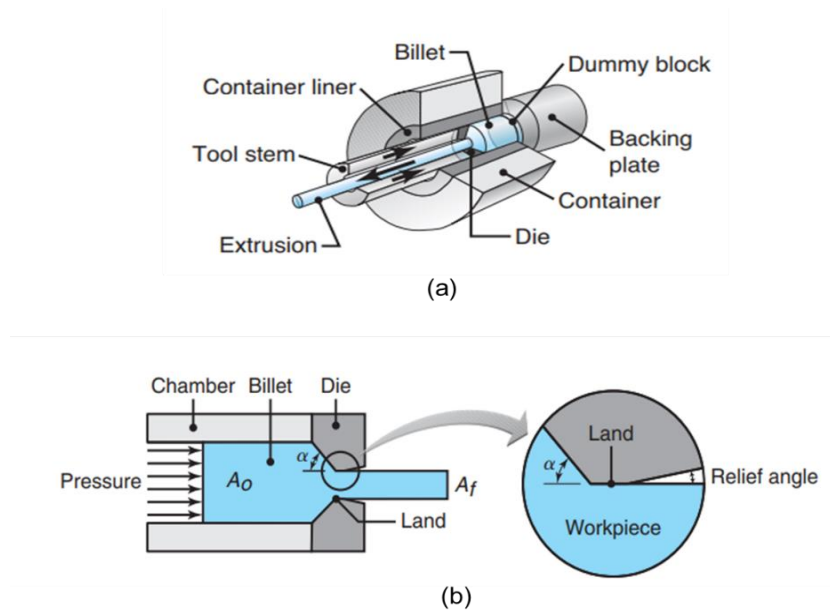 Billet
Dummy block
Container liner
Tool stem
Backing
plate
Container
Extrusion
Die
(a)
Chamber Billet Die
Land
α
α
Pressure
Ao
Af
Relief angle
Land
Workpiece
(b)